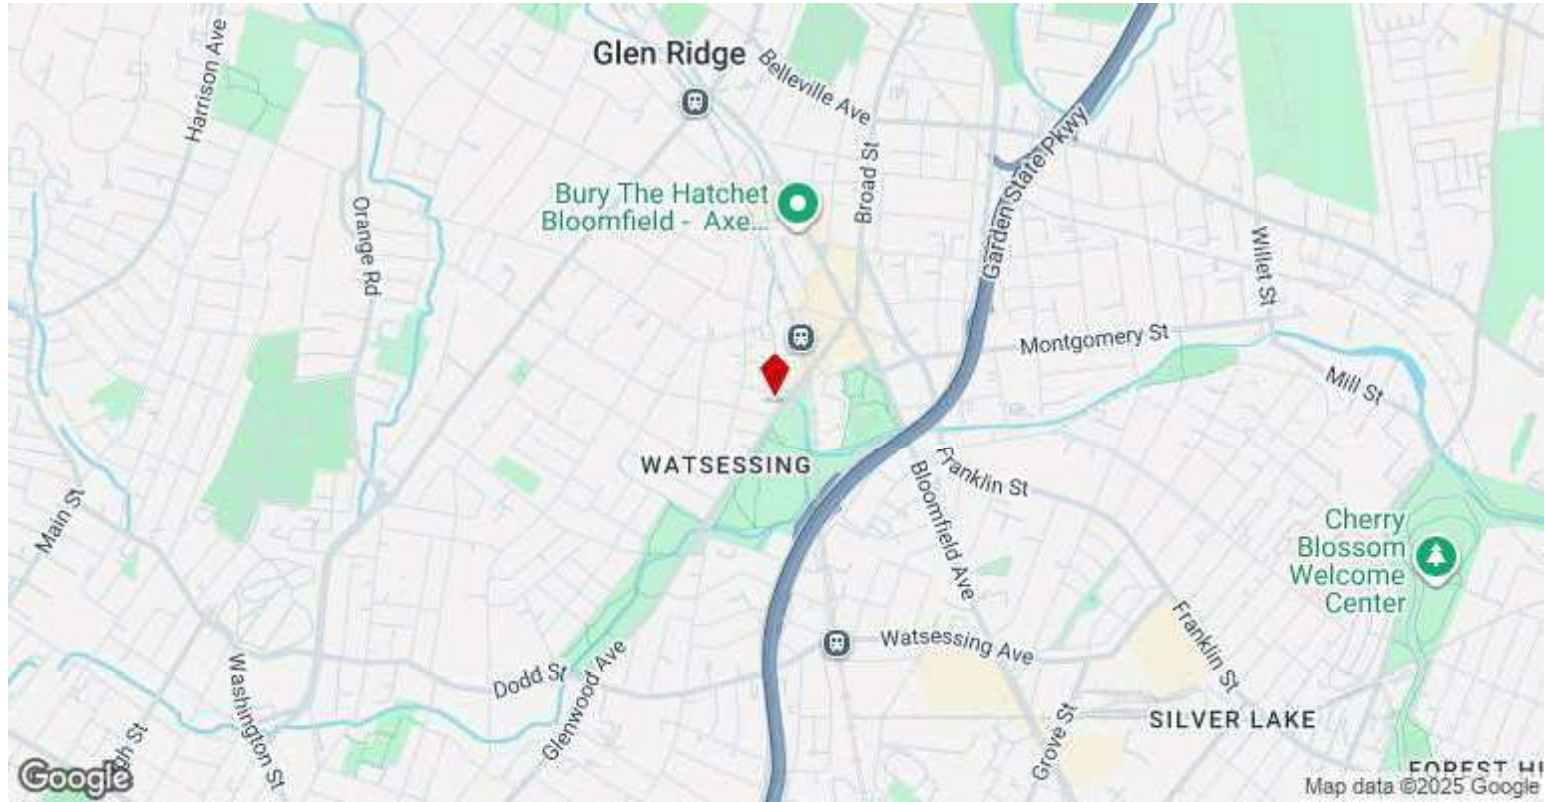 Glen Ridge
Harrison Ave
Belleville Ave
Broad St
Garden State Pkwy
Bury The Hatchet
Bloomfield - Axe...
Orange Rd
Willet St
Montgomery St
Mill St
WATSESSING
Franklin St
Bloomfield Ave
Main St
Cherry
Blossom
Welcome
Center
Franklin St
Watsessing Ave
Dodd St
Glenwood Ave
Washington St
SILVER LAKE
Grove St
FOREST HI
Google
Map data ©2025 Google